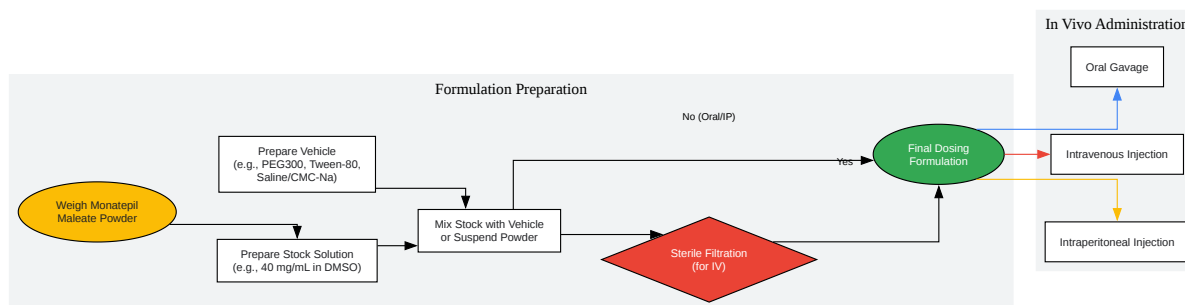 In Vivo Administration
Oral Gavage
Formulation Preparation
No (Oral/IP)
Prepare Vehicle
(e.g., PEG300, Tween-80,
Saline/CMC-Na)
Yes
Final Dosing
Formulation
Intravenous Injection
Weigh Monatepil
Maleate Powder
Mix Stock with Vehicle
or Suspend Powder
Prepare Stock Solution
(e.g., 40 mg/mL in DMSO)
Sterile Filtration
(for IV)
Intraperitoneal Injection